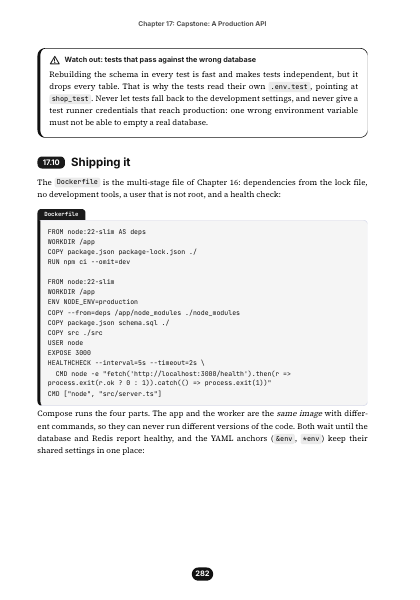 Chapter 17: Capstone: A Production API
Watch out: tests that pass against the wrong database
Rebuilding the schema in every test is fast and makes tests independent, but it
drops every table. That is why the tests read their own .env.test, pointing at
shop_test. Never let tests fall back to the development settings, and never give a
test runner credentials that reach production: one wrong environment variable
must not be able to empty a real database.
17.10 Shipping it
The Dockerfile is the multi-stage file of Chapter 16: dependencies from the lock file,
no development tools, a user that is not root, and a health check:
Dockerfile
FROM node:22-slim AS deps
WORKDIR /app
COPY package.json package-lock.json ./
RUN npm ci --omit=dev
FROM node:22-slim
WORKDIR /app
ENV NODE_ENV=production
COPY --from=deps /app/node_modules ./node_modules
COPY package.json schema.sql ./
COPY src ./src
USER node
EXPOSE 3000
HEALTHCHECK --interval=5s --timeout=2s \
CMD node -e "fetch('http://localhost:3000/health').then(r =>
process.exit(r.ok ? 0 : 1)).catch(() => process.exit(1))"
CMD ["node", "src/server.ts"]
Compose runs the four parts. The app and the worker are the same image with differ-
ent commands, so they can never run different versions of the code. Both wait until the
database and Redis report healthy, and the YAML anchors (&env, *env) keep their
shared settings in one place:
282